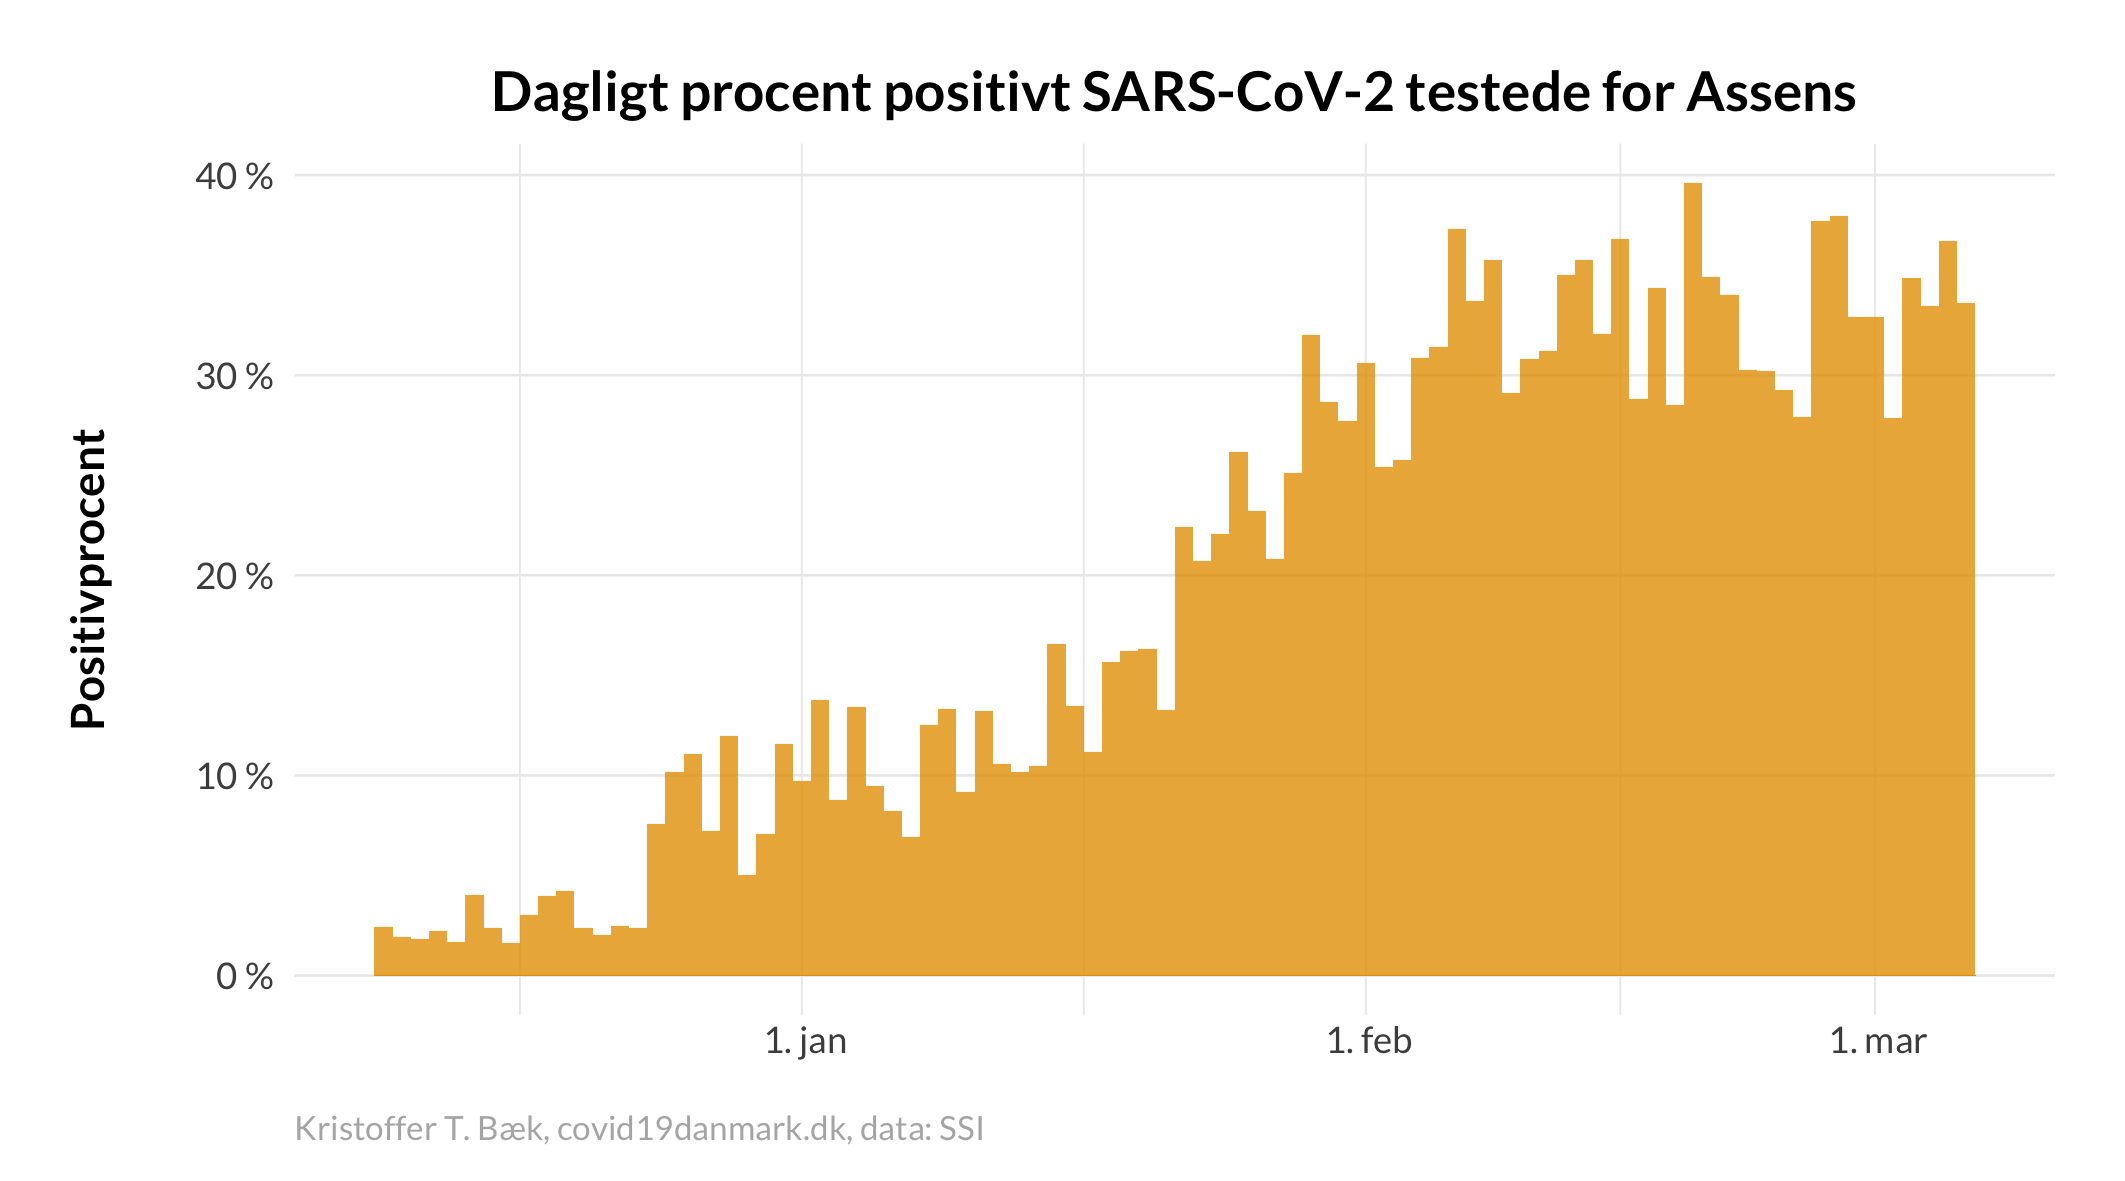 Dagligt procent positivt SARS-CoV-2 testede for Assens
Positivprocent
40 %
30 %
20 %
10 %
0 %
1. jan
1. feb
1. mar
Kristoffer T. Bæk, covid19danmark.dk, data: SSI